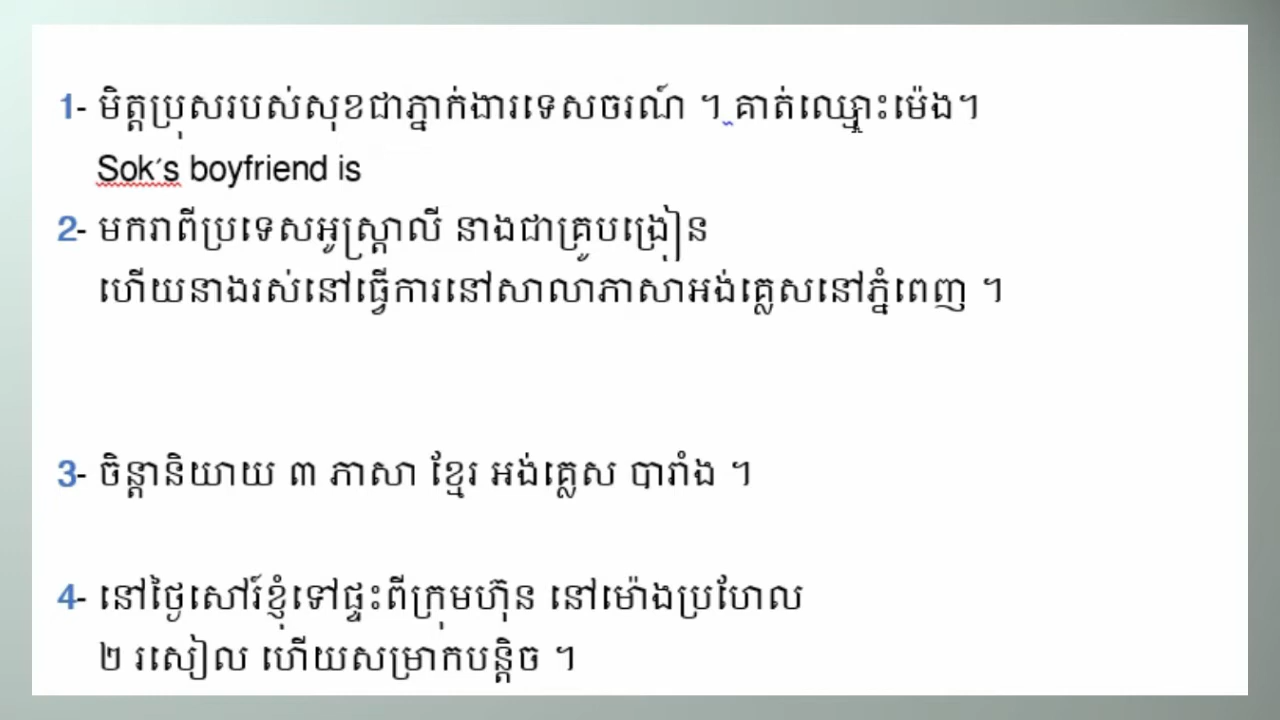 1- មិត្តប្រុសរបស់សុខជាភ្នាក់ងារទេសចរណ៍ ។ គាត់ឈ្មោះម៉េង។
Sok´s boyfriend is
2- មករាពីប្រទេសអូស្ត្រាលី នាងជាគ្រូបង្រៀន
ហើយនាងរស់នៅធ្វើការនៅសាលាភាសាអង់គ្លេសនៅភ្នំពេញ ។
3- ចិន្តានិយាយ ៣ ភាសា ខ្មែរ អង់គ្លេស បារាំង ។
4- នៅថ្ងៃសៅរ៍ខ្ញុំទៅផ្ទះពីក្រុមហ៊ុន នៅម៉ោងប្រហែល
២ រសៀល ហើយសម្រាកបន្តិច ។